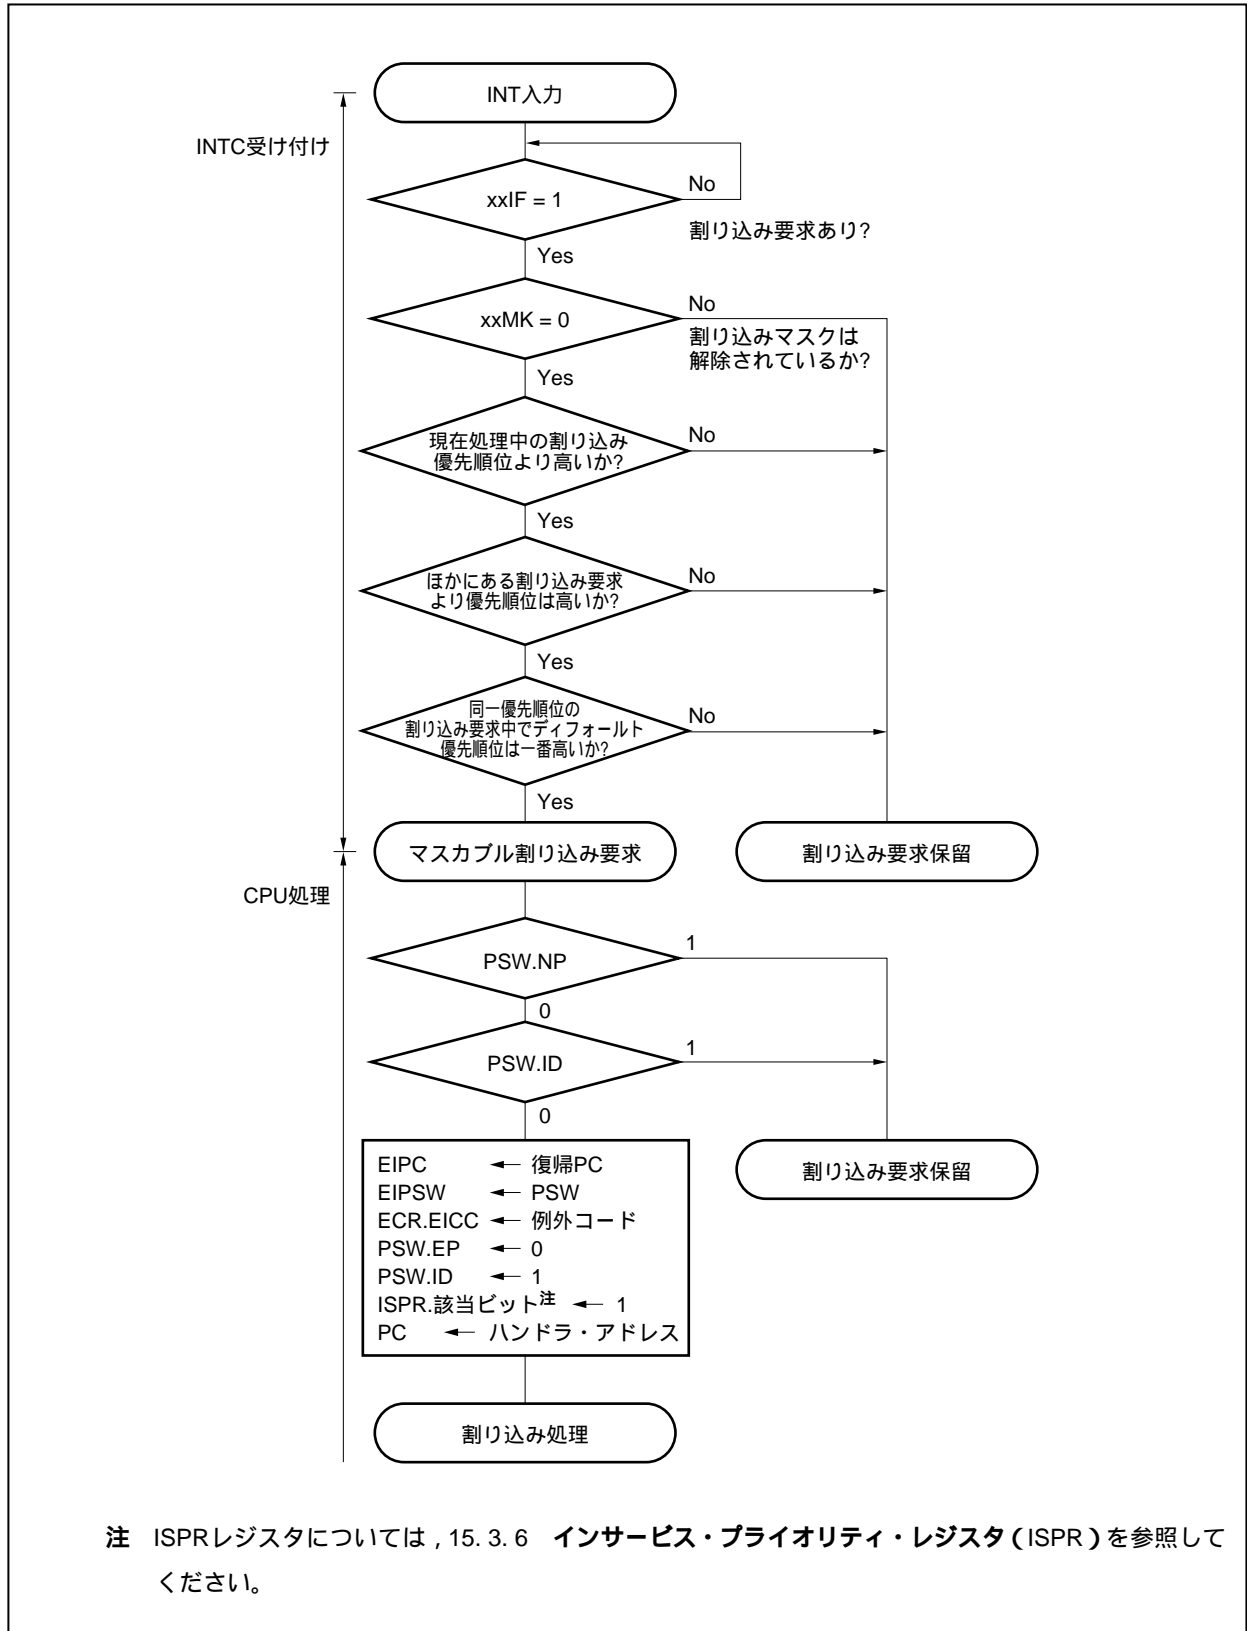 INT入力
INTC受け付け
xxIF = 1
No
割り込み要求あり?
Yes
xxMK = 0
No
割り込みマスクは
解除されているか?
Yes
現在処理中の割り込み
優先順位より高いか?
No
Yes
ほかにある割り込み要求
より優先順位は高いか?
No
Yes
同一優先順位の
割り込み要求中でディフォールト
優先順位は一番高いか?
No
Yes
マスカブル割り込み要求
割り込み要求保留
CPU処理
PSW.NP
1
0
PSW.ID
1
0
EIPC ← 復帰PC
EIPSW ← PSW
ECR.EICC ← 例外コード
PSW.EP ← 0
PSW.ID ← 1
ISPR.該当ビット注 ← 1
PC ← ハンドラ・アドレス
割り込み要求保留
割り込み処理
注 ISPRレジスタについては,15. 3. 6 インサービス・プライオリティ・レジスタ(ISPR)を参照して
ください。